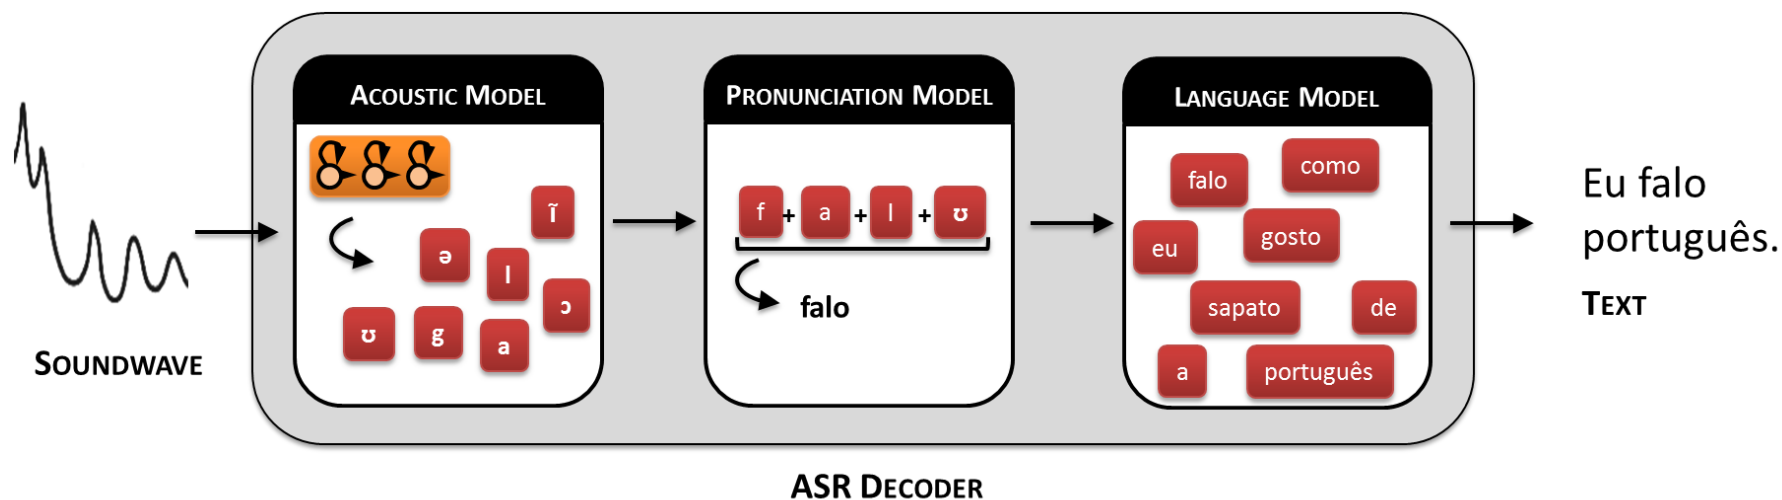 SOUNDWAVE
ACOUSTIC MODEL
ĩ
ə
l
ɔ
ʊ
g
a
PRONUNCIATION MODEL
f + a + l + ʊ
falo
LANGUAGE MODEL
falo
como
eu
gosto
sapato
de
a
português
Eu falo
português.
TEXT
ASR DECODER